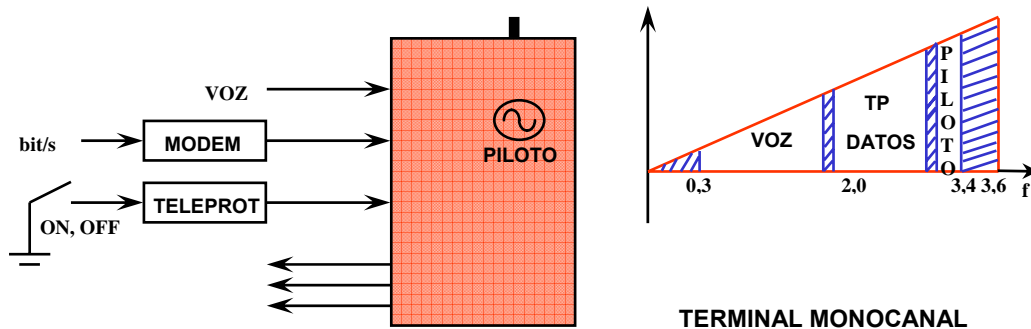 VOZ
bit/s
MODEM
TELEPROT
ON, OFF
PILOTO
VOZ
TP
DATOS
PILOTO
0,3
2,0
3,4 3,6
f
TERMINAL MONOCANAL